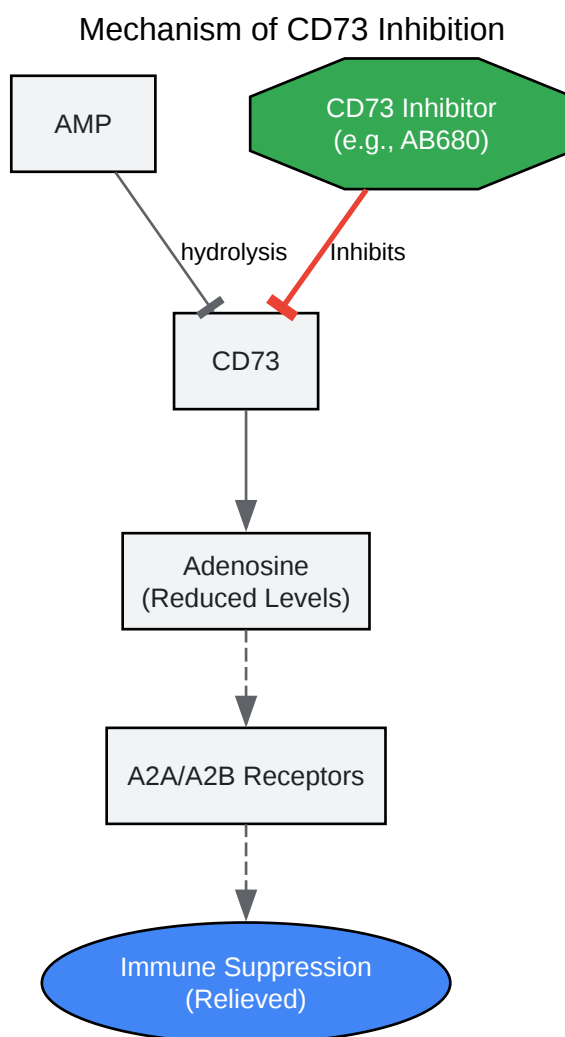 Mechanism of CD73 Inhibition
AMP
CD73 Inhibitor
(e.g., AB680)
hydrolysis
Inhibits
CD73
Adenosine
(Reduced Levels)
A2A/A2B Receptors
Immune Suppression
(Relieved)